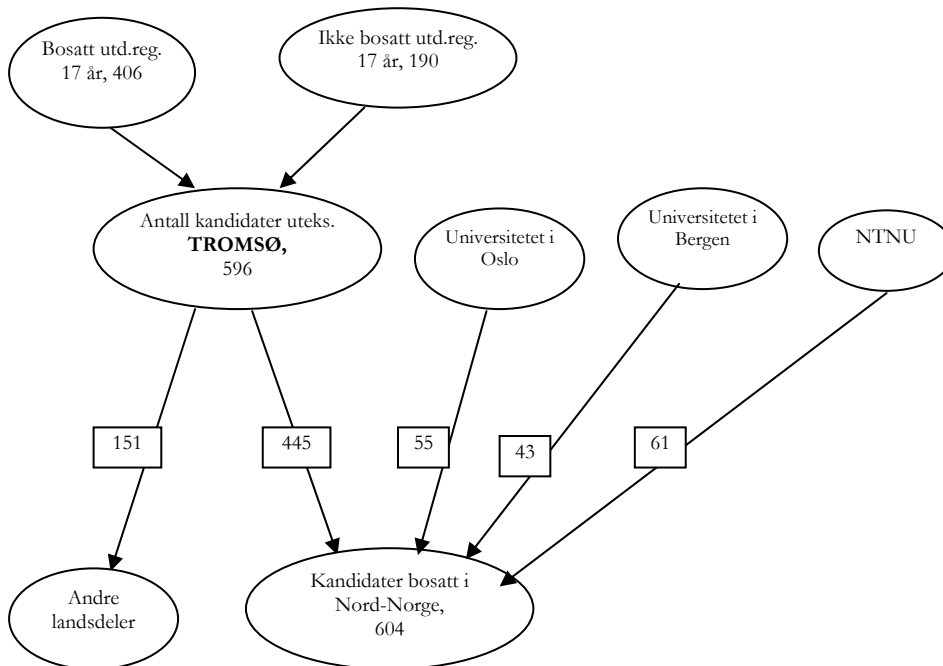 Bosatt utd.reg.
17 år, 406
Ikke bosatt utd.reg.
17 år, 190
Antall kandidater uteks.
TROMSØ,
596
Universitetet i
Oslo
Universitetet i
Bergen
NTNU
151
445
55
43
61
Andre
landsdeler
Kandidater bosatt i
Nord-Norge,
604